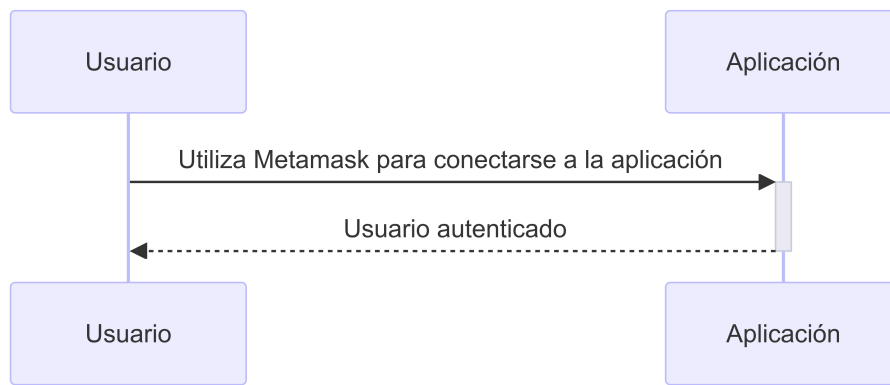 Usuario
Aplicación
Utiliza Metamask para conectarse a la aplicación
Usuario autenticado
Usuario
Aplicación